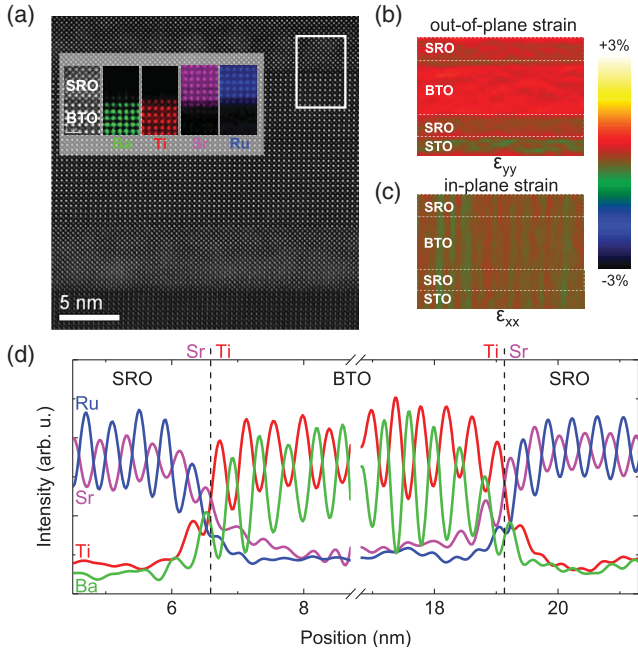 (a)
SRO
BTO
Ba Ti Sr Ru
5 nm
(b)
out-of-plane strain
SRO
BTO
SRO
STO
εyy
+3%
-3%
(c)
in-plane strain
SRO
BTO
SRO
STO
εxx
(d)
Sr Ti Ti Sr
SRO BTO SRO
Ru
Sr
Ti
Ba
Intensity (arb. u.)
6 8 18 20
Position (nm)